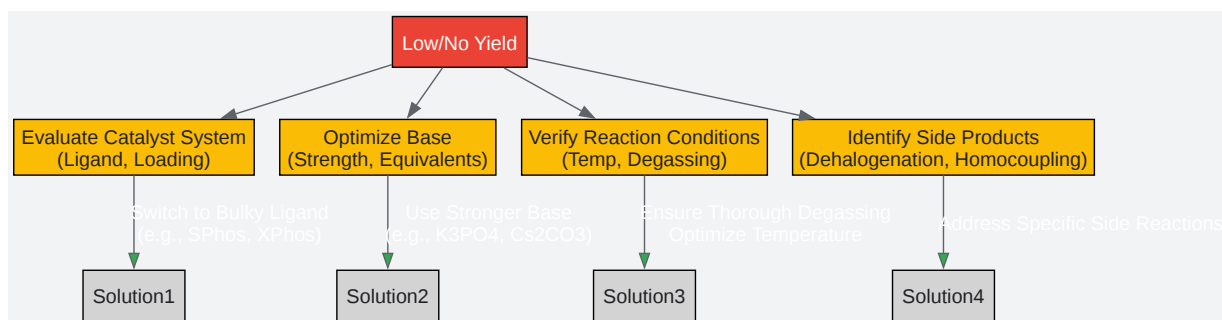 Low/No Yield
Evaluate Catalyst System
(Ligand, Loading)
Optimize Base
(Strength, Equivalents)
Verify Reaction Conditions
(Temp, Degassing)
Identify Side Products
(Dehalogenation, Homocoupling)
Switch to Bulky Ligand
(e.g., SPhos, XPhos)
Use Stronger Base
(e.g., K3PO4, Cs2CO3)
Ensure Thorough Degassing
Optimize Temperature
Address Specific Side Reactions
Solution1
Solution2
Solution3
Solution4